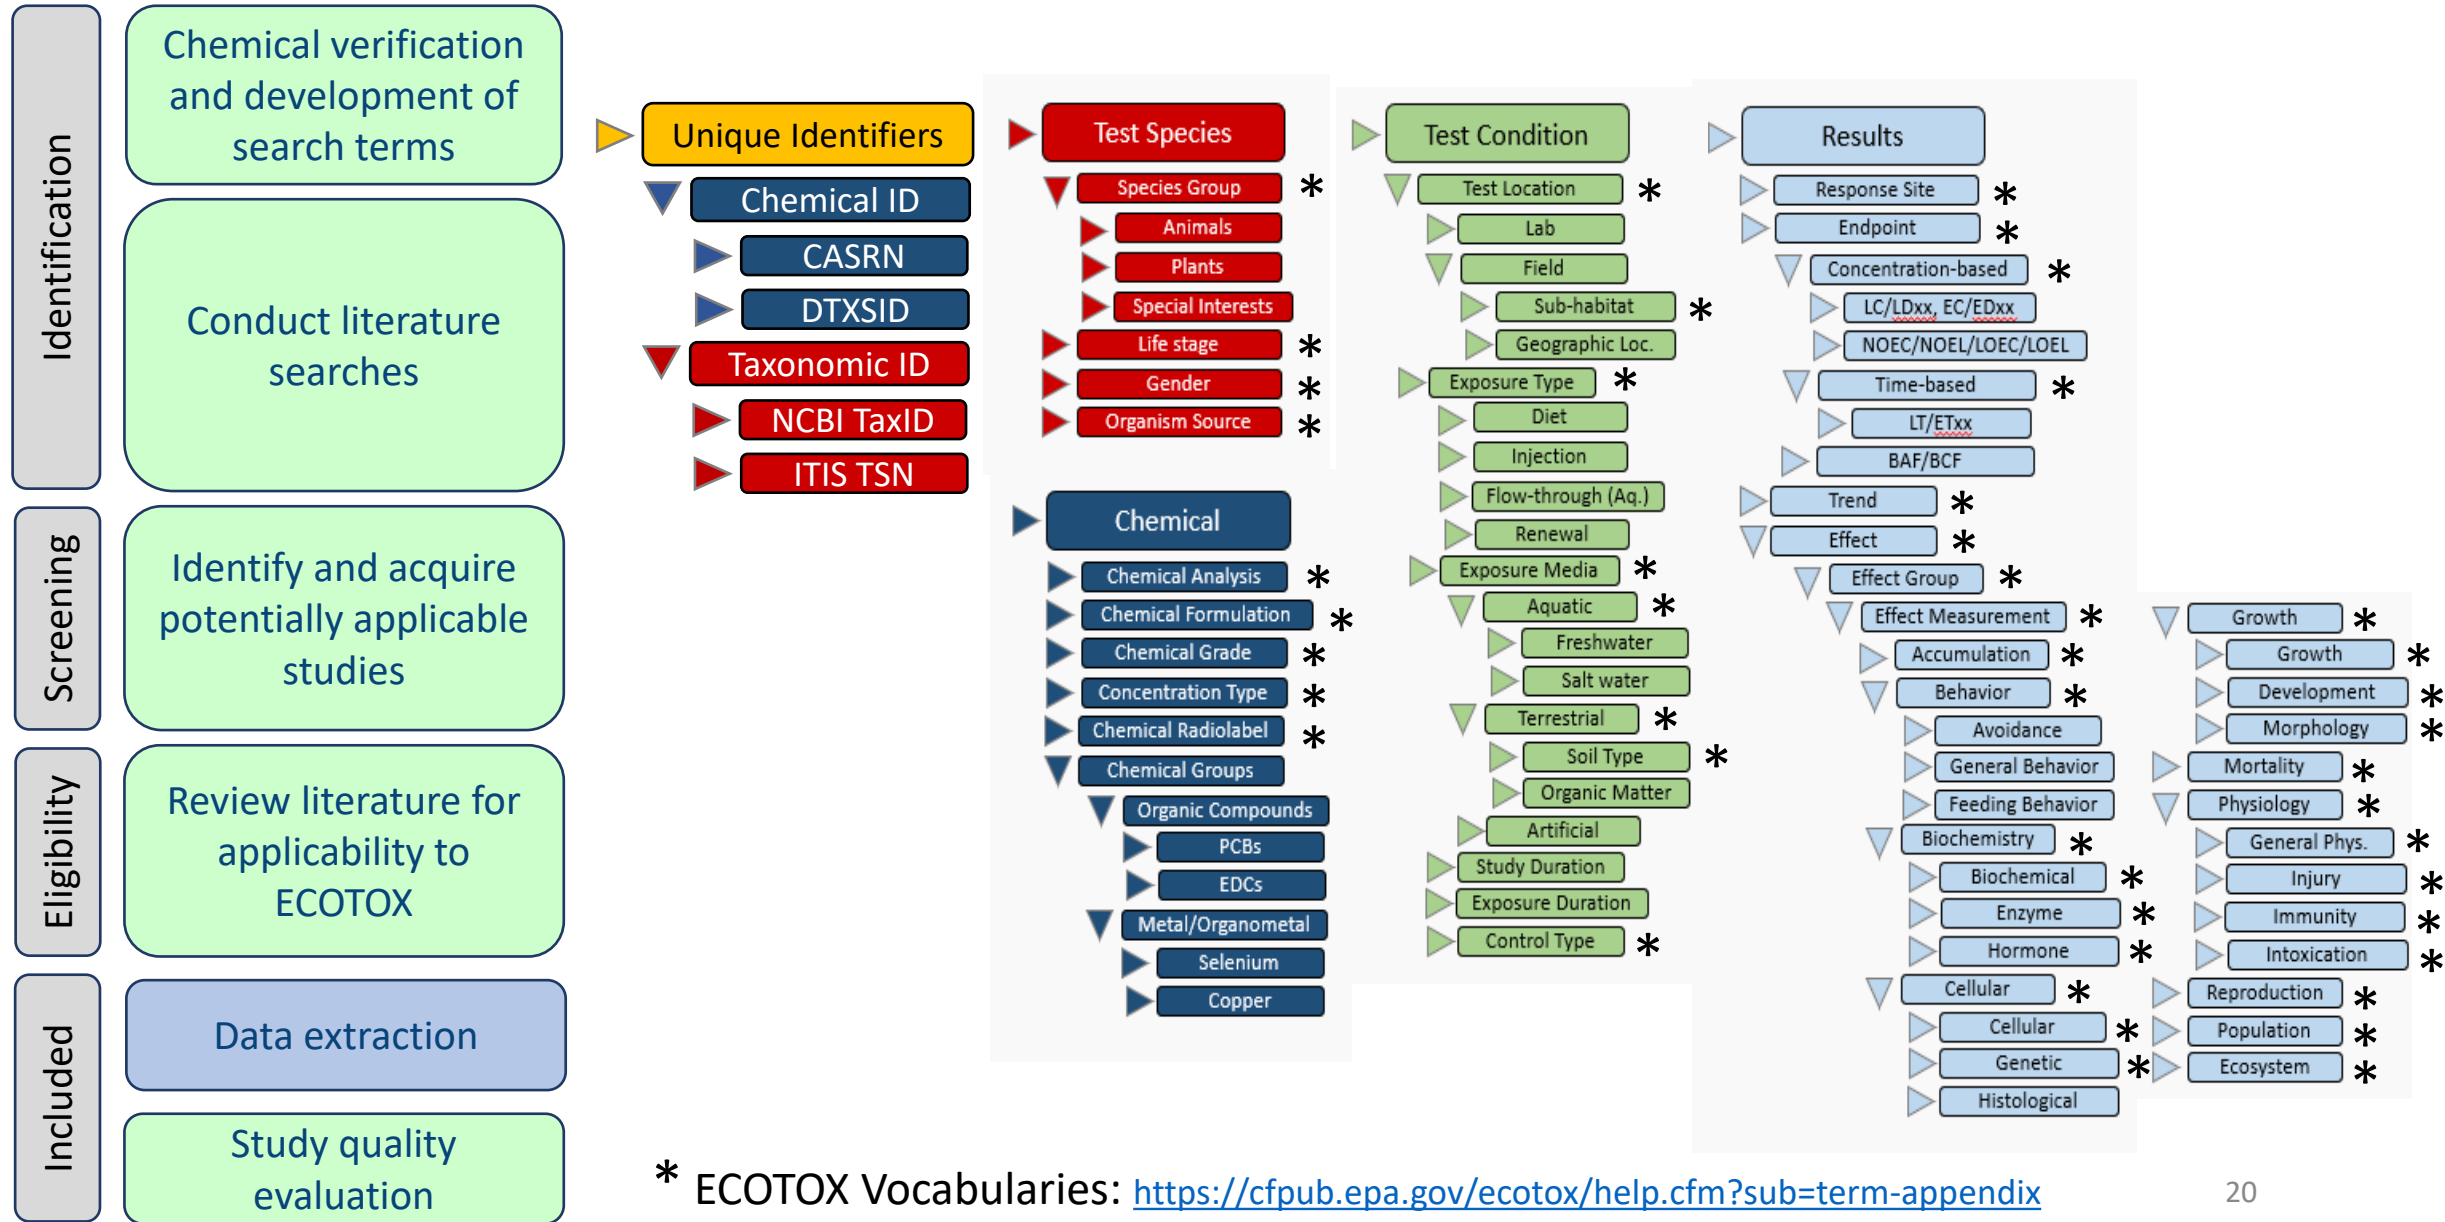 Identification
Chemical verification
and development of
search terms
Conduct literature
searches
Screening
Identify and acquire
potentially applicable
studies
Eligibility
Review literature for
applicability to
ECOTOX
Included
Data extraction
Study quality
evaluation
Unique Identifiers
Chemical ID
CASRN
DTXSID
Taxonomic ID
NCBI TaxID
ITIS TSN
Test Species
Species Group *
Animals
Plants
Special Interests
Life stage *
Gender *
Organism Source *
Chemical
Chemical Analysis *
Chemical Formulation *
Chemical Grade *
Concentration Type *
Chemical Radiolabel *
Chemical Groups
Organic Compounds
PCBs
EDCs
Metal/Organometal
Selenium
Copper
Test Condition
Test Location *
Lab
Field
Sub-habitat *
Geographic Loc.
Exposure Type *
Diet
Injection
Flow-through (Aq.)
Renewal
Exposure Media *
Aquatic *
Freshwater
Salt water
Terrestrial *
Soil Type *
Organic Matter
Artificial
Study Duration
Exposure Duration
Control Type *
Results
Response Site *
Endpoint *
Concentration-based *
LC/LDxx, EC/EDxx
NOEC/NOEL/LOEC/LOEL
Time-based *
LT/ETxx
BAF/BCF
Trend *
Effect *
Effect Group *
Effect Measurement *
Accumulation *
Behavior *
Avoidance
General Behavior
Feeding Behavior
Biochemistry *
Biochemical *
Enzyme *
Hormone *
Cellular *
Cellular *
Genetic *
Histological
Growth *
Growth *
Development *
Morphology *
Mortality *
Physiology *
General Phys. *
Injury *
Immunity *
Intoxication *
Reproduction *
Population *
Ecosystem *
* ECOTOX Vocabularies: https://cfpub.epa.gov/ecotox/help.cfm?sub=term-appendix
20